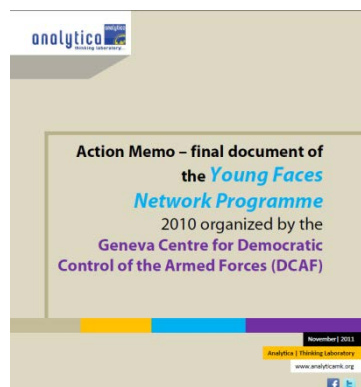 analytica
thinking laboratory...
Action Memo – final document of
the Young Faces
Network Programme
2010 organized by the
Geneva Centre for Democratic
Control of the Armed Forces (DCAF)
November| 2011
Analytica | Thinking Laboratory
www.analyticamk.org